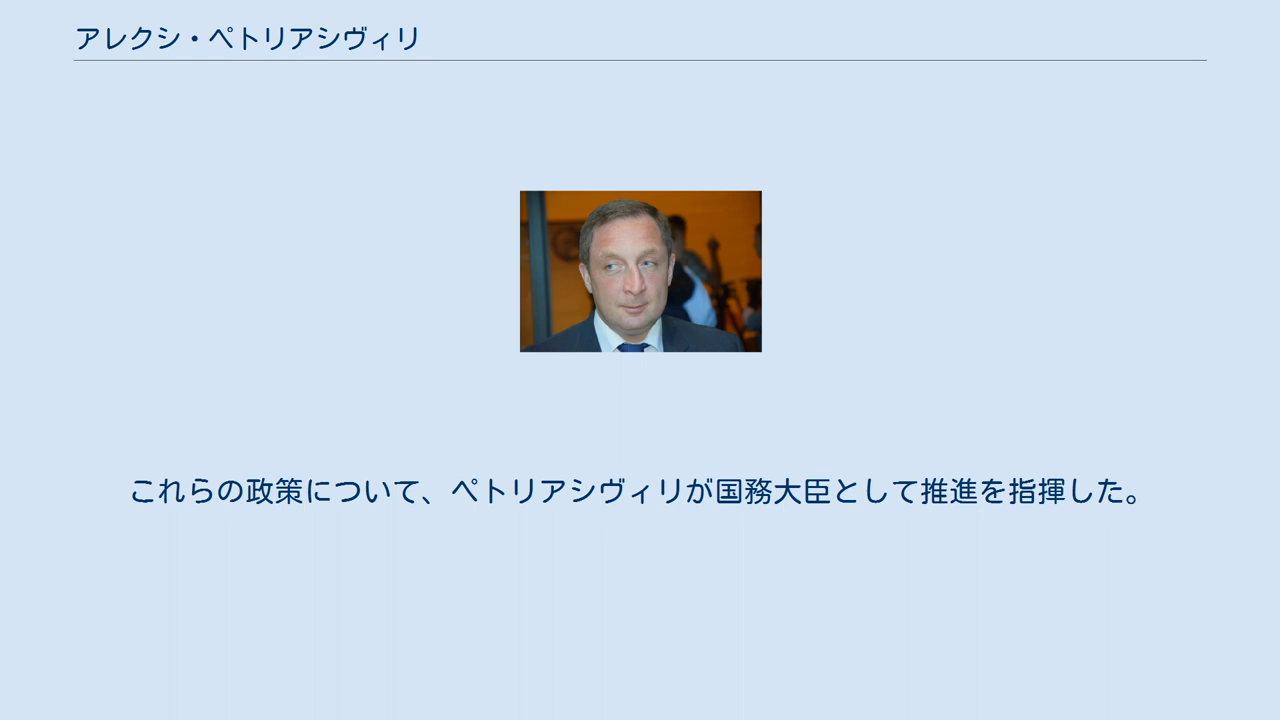 アレクシ・ペトリアシヴィリ
これらの政策について、ペトリアシヴィリが国務大臣として推進を指揮した。